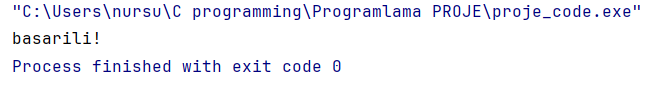 "C:\Users\nursu\C programming\Programlama PROJE\proje_code.exe"
basarili!
Process finished with exit code 0